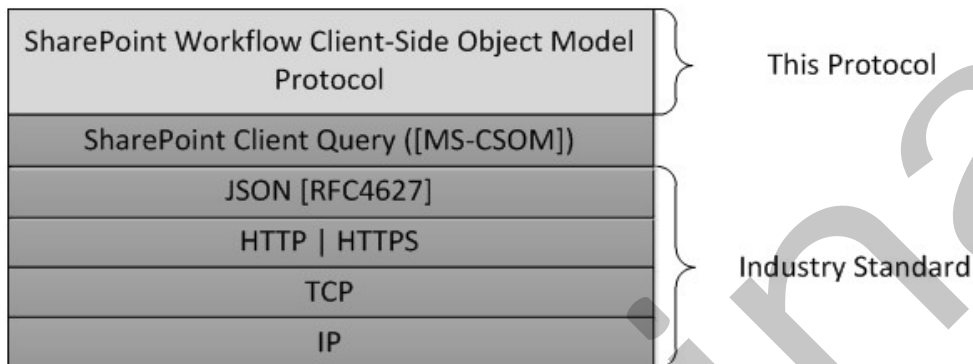 SharePoint Workflow Client-Side Object Model
Protocol
This Protocol
SharePoint Client Query ([MS-CSOM])
JSON [RFC4627]
HTTP | HTTPS
Industry Standard
TCP
IP